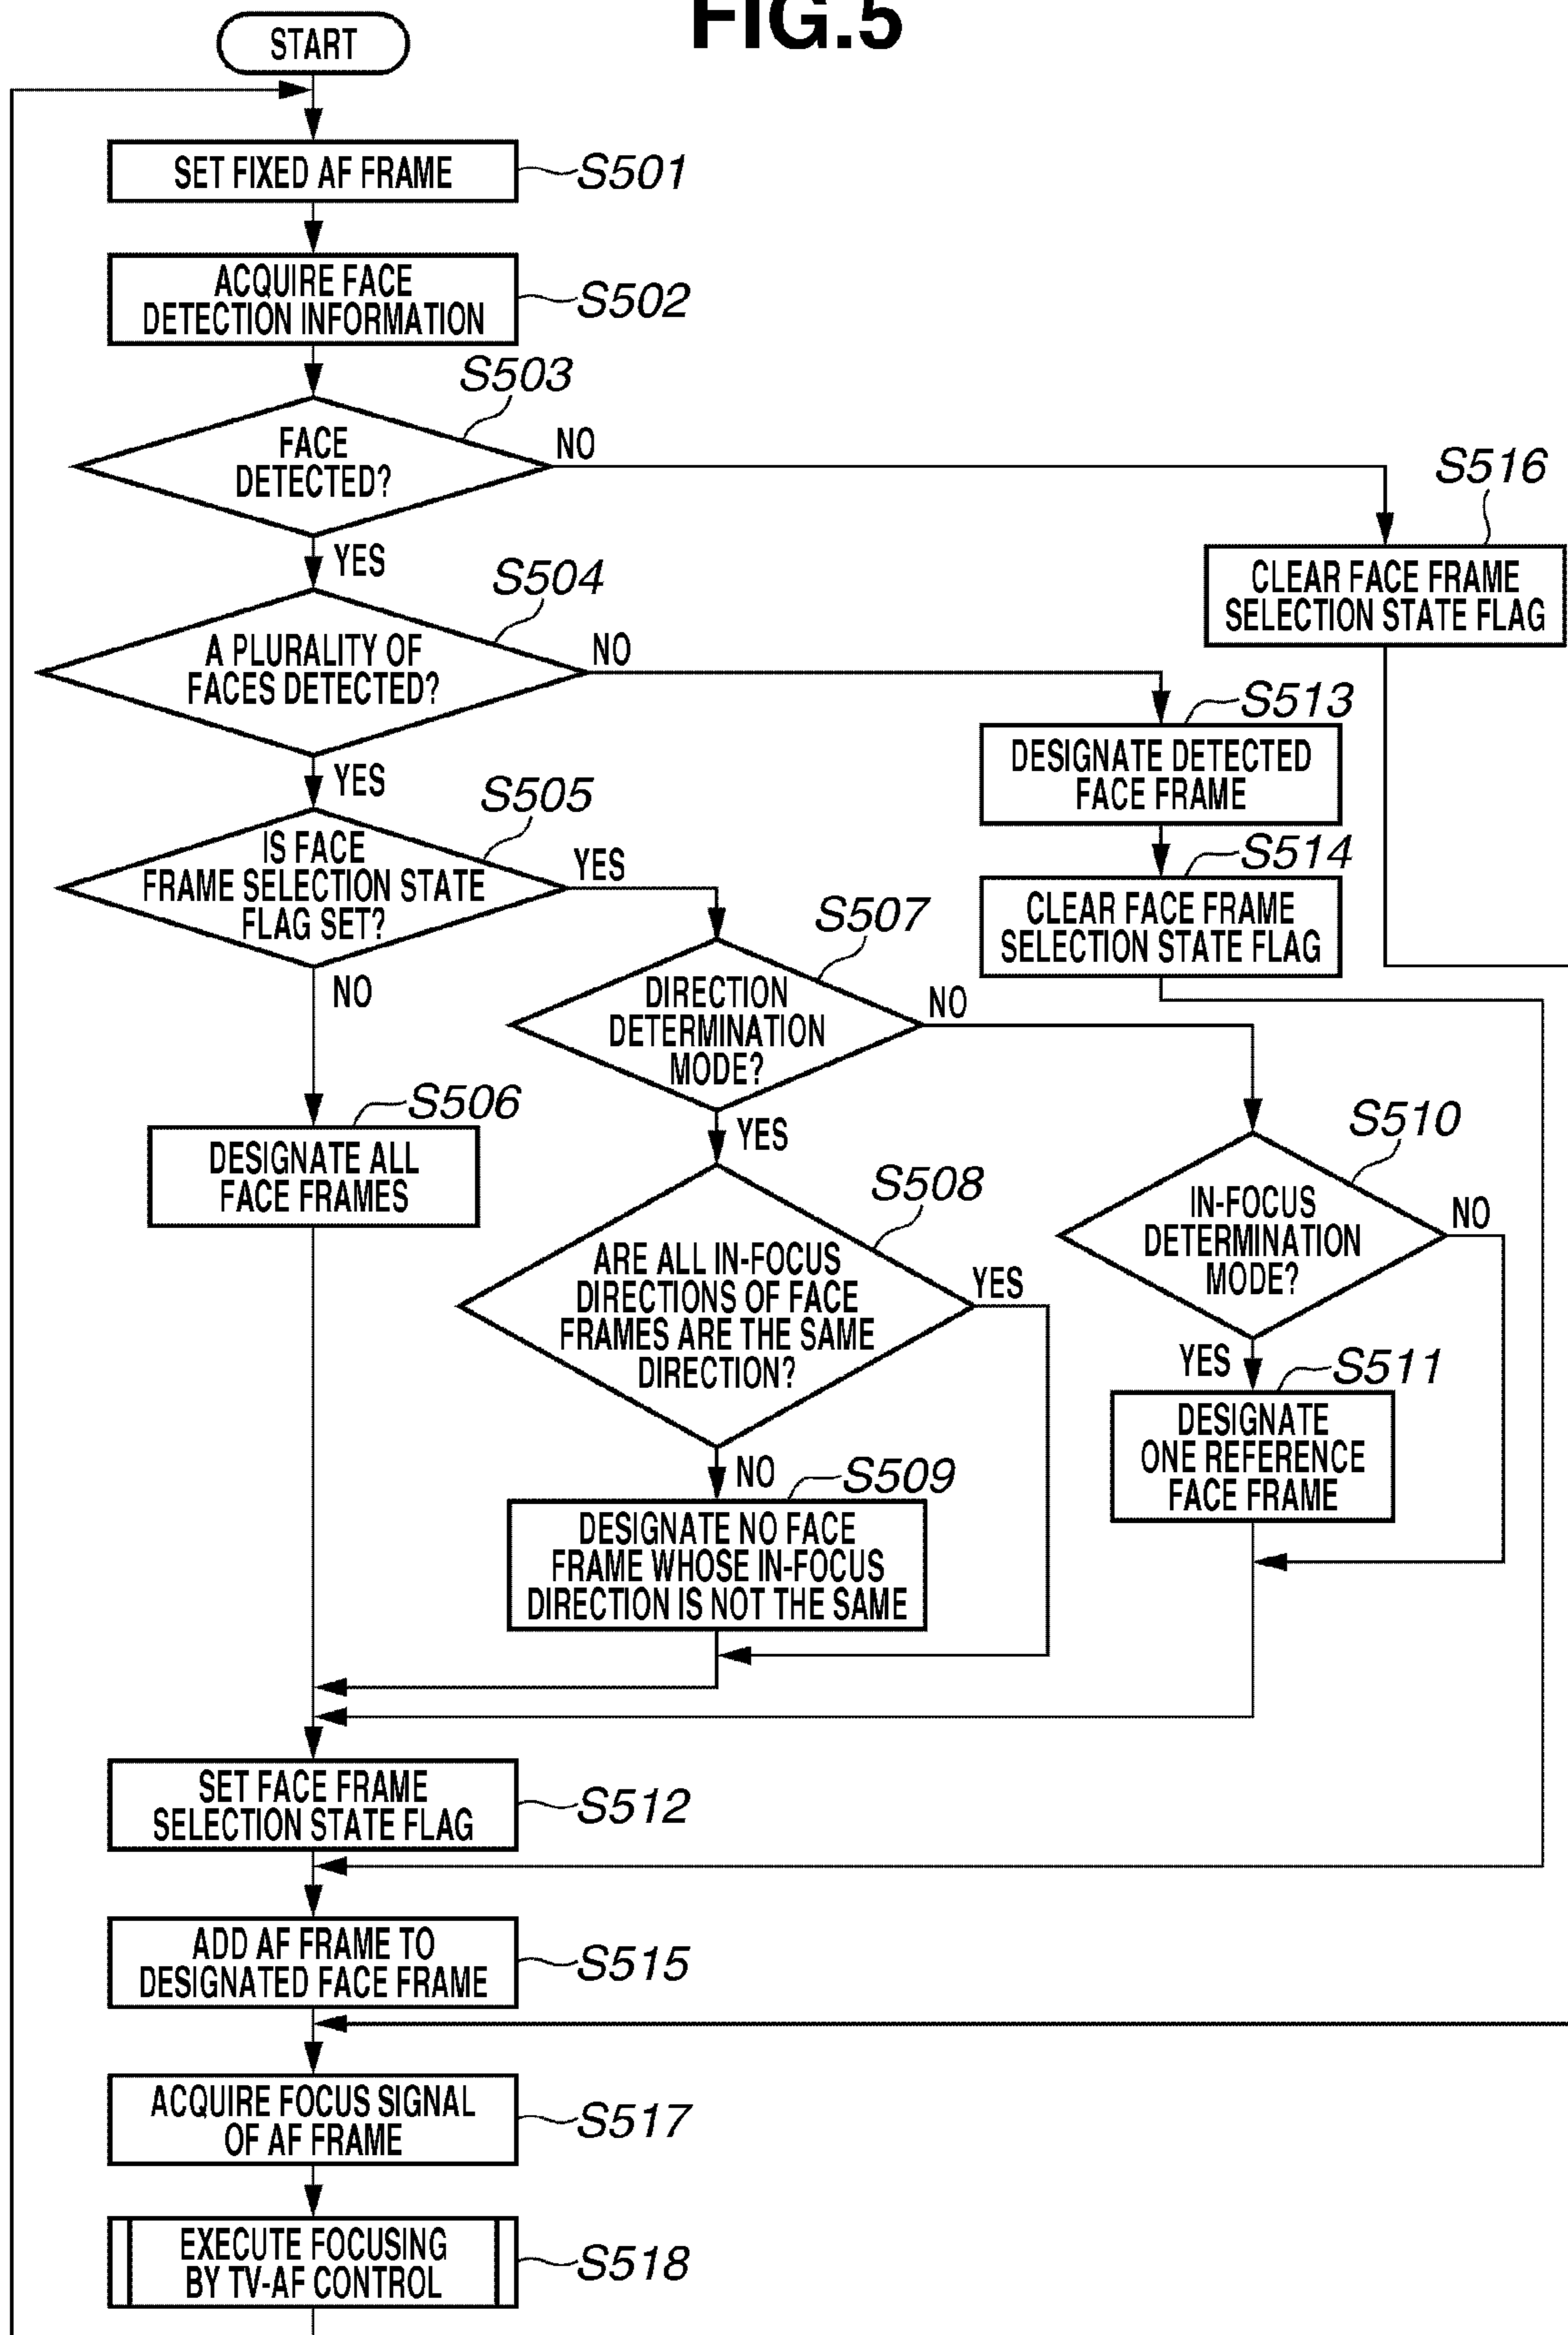 FIG.5
START
SET FIXED AF FRAME
S501
ACQUIRE FACE
DETECTION INFORMATION
S502
S503
FACE
DETECTED?
NO
YES
S516
CLEAR FACE FRAME
SELECTION STATE FLAG
S504
A PLURALITY OF
FACES DETECTED?
NO
YES
S513
DESIGNATE DETECTED
FACE FRAME
S514
CLEAR FACE FRAME
SELECTION STATE FLAG
S505
IS FACE
FRAME SELECTION STATE
FLAG SET?
YES
NO
S507
DIRECTION
DETERMINATION
MODE?
NO
YES
S506
DESIGNATE ALL
FACE FRAMES
S510
IN-FOCUS
DETERMINATION
MODE?
NO
YES
S508
ARE ALL IN-FOCUS
DIRECTIONS OF FACE
FRAMES ARE THE SAME
DIRECTION?
YES
NO
S511
DESIGNATE
ONE REFERENCE
FACE FRAME
S509
DESIGNATE NO FACE
FRAME WHOSE IN-FOCUS
DIRECTION IS NOT THE SAME
SET FACE FRAME
SELECTION STATE FLAG
S512
ADD AF FRAME TO
DESIGNATED FACE FRAME
S515
ACQUIRE FOCUS SIGNAL
OF AF FRAME
S517
EXECUTE FOCUSING
BY TV-AF CONTROL
S518